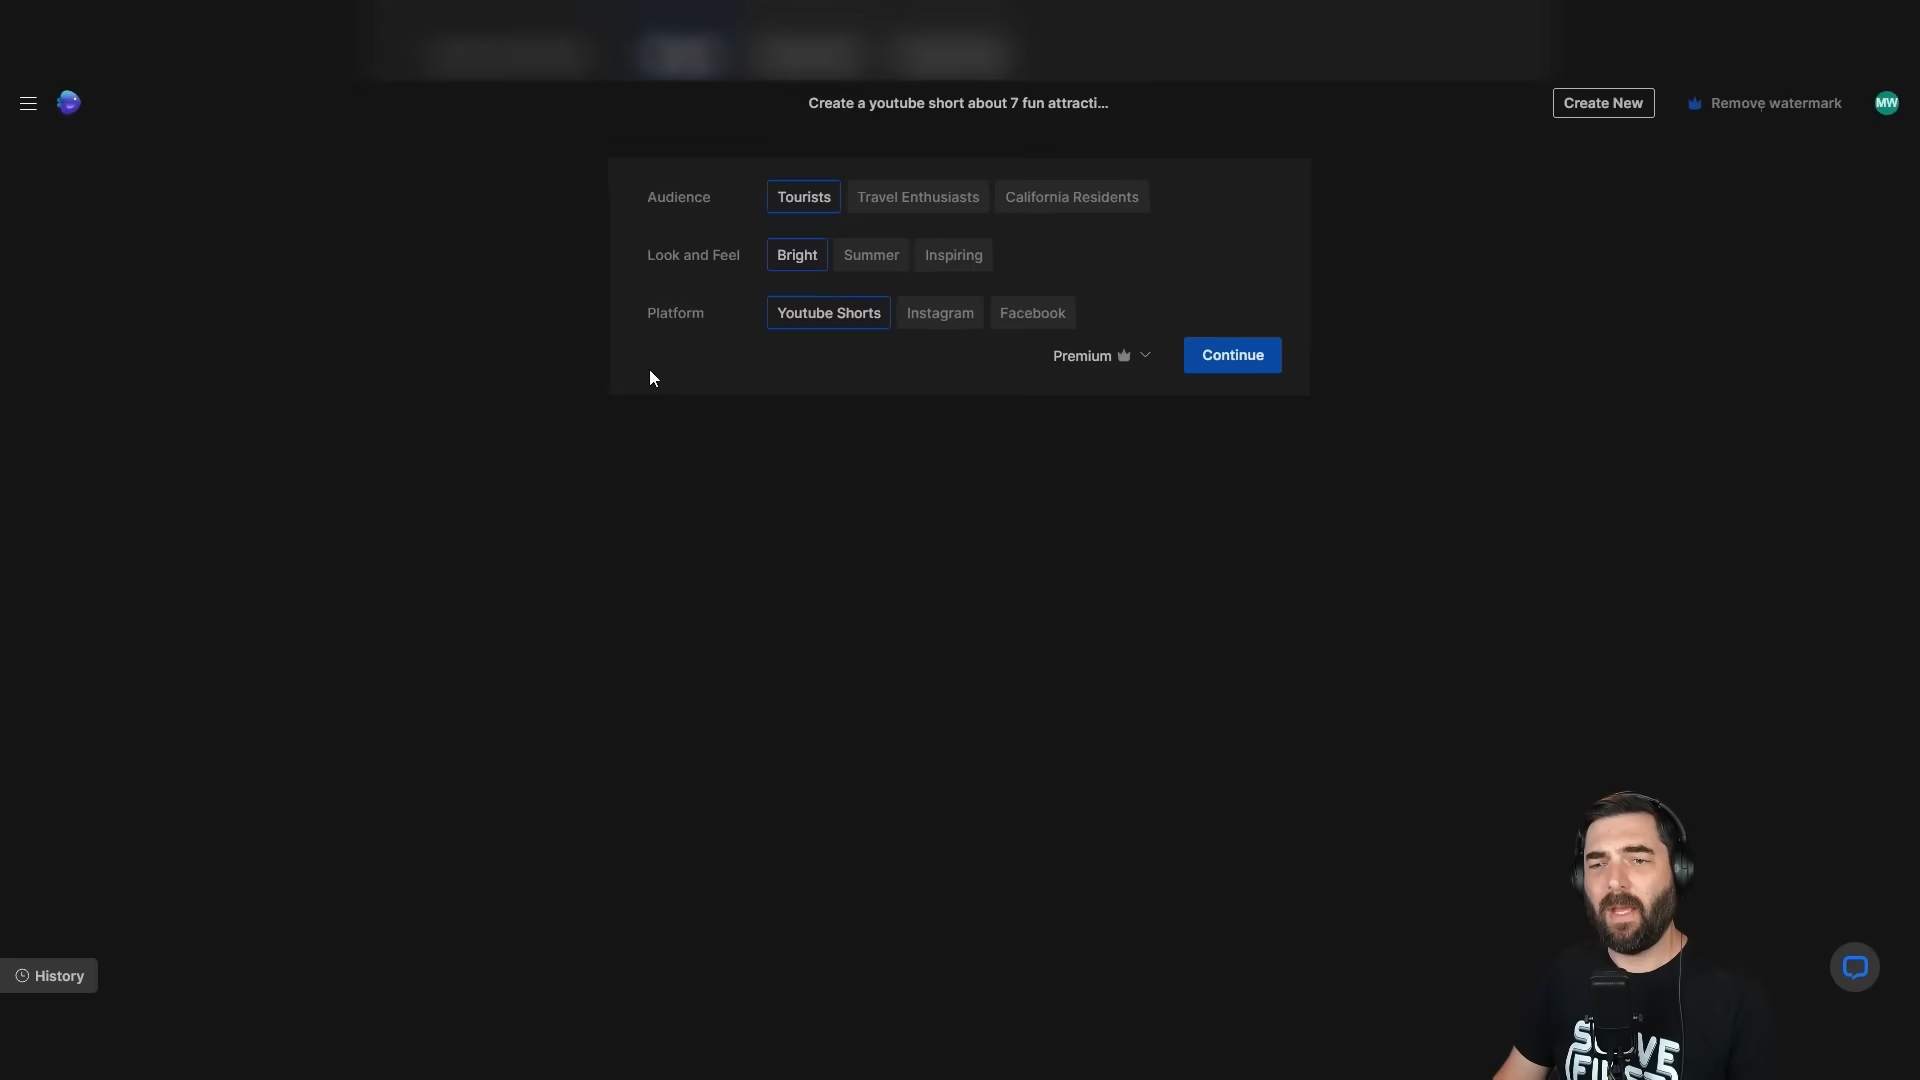 Create a youtube short about 7 fun attracti...
Create New
Remove watermark
MW
Audience
Tourists
Travel Enthusiasts
California Residents
Look and Feel
Bright
Summer
Inspiring
Platform
Youtube Shorts
Instagram
Facebook
Premium
Continue
History